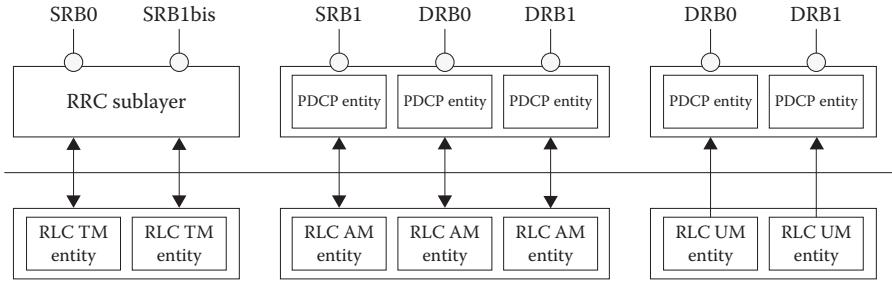 SRB0 SRB1bis SRB1 DRB0 DRB1 DRB0 DRB1
RRC sublayer PDCP entity PDCP entity PDCP entity PDCP entity PDCP entity
RLC TM RLC TM RLC AM RLC AM RLC AM RLC UM RLC UM
entity entity entity entity entity entity entity